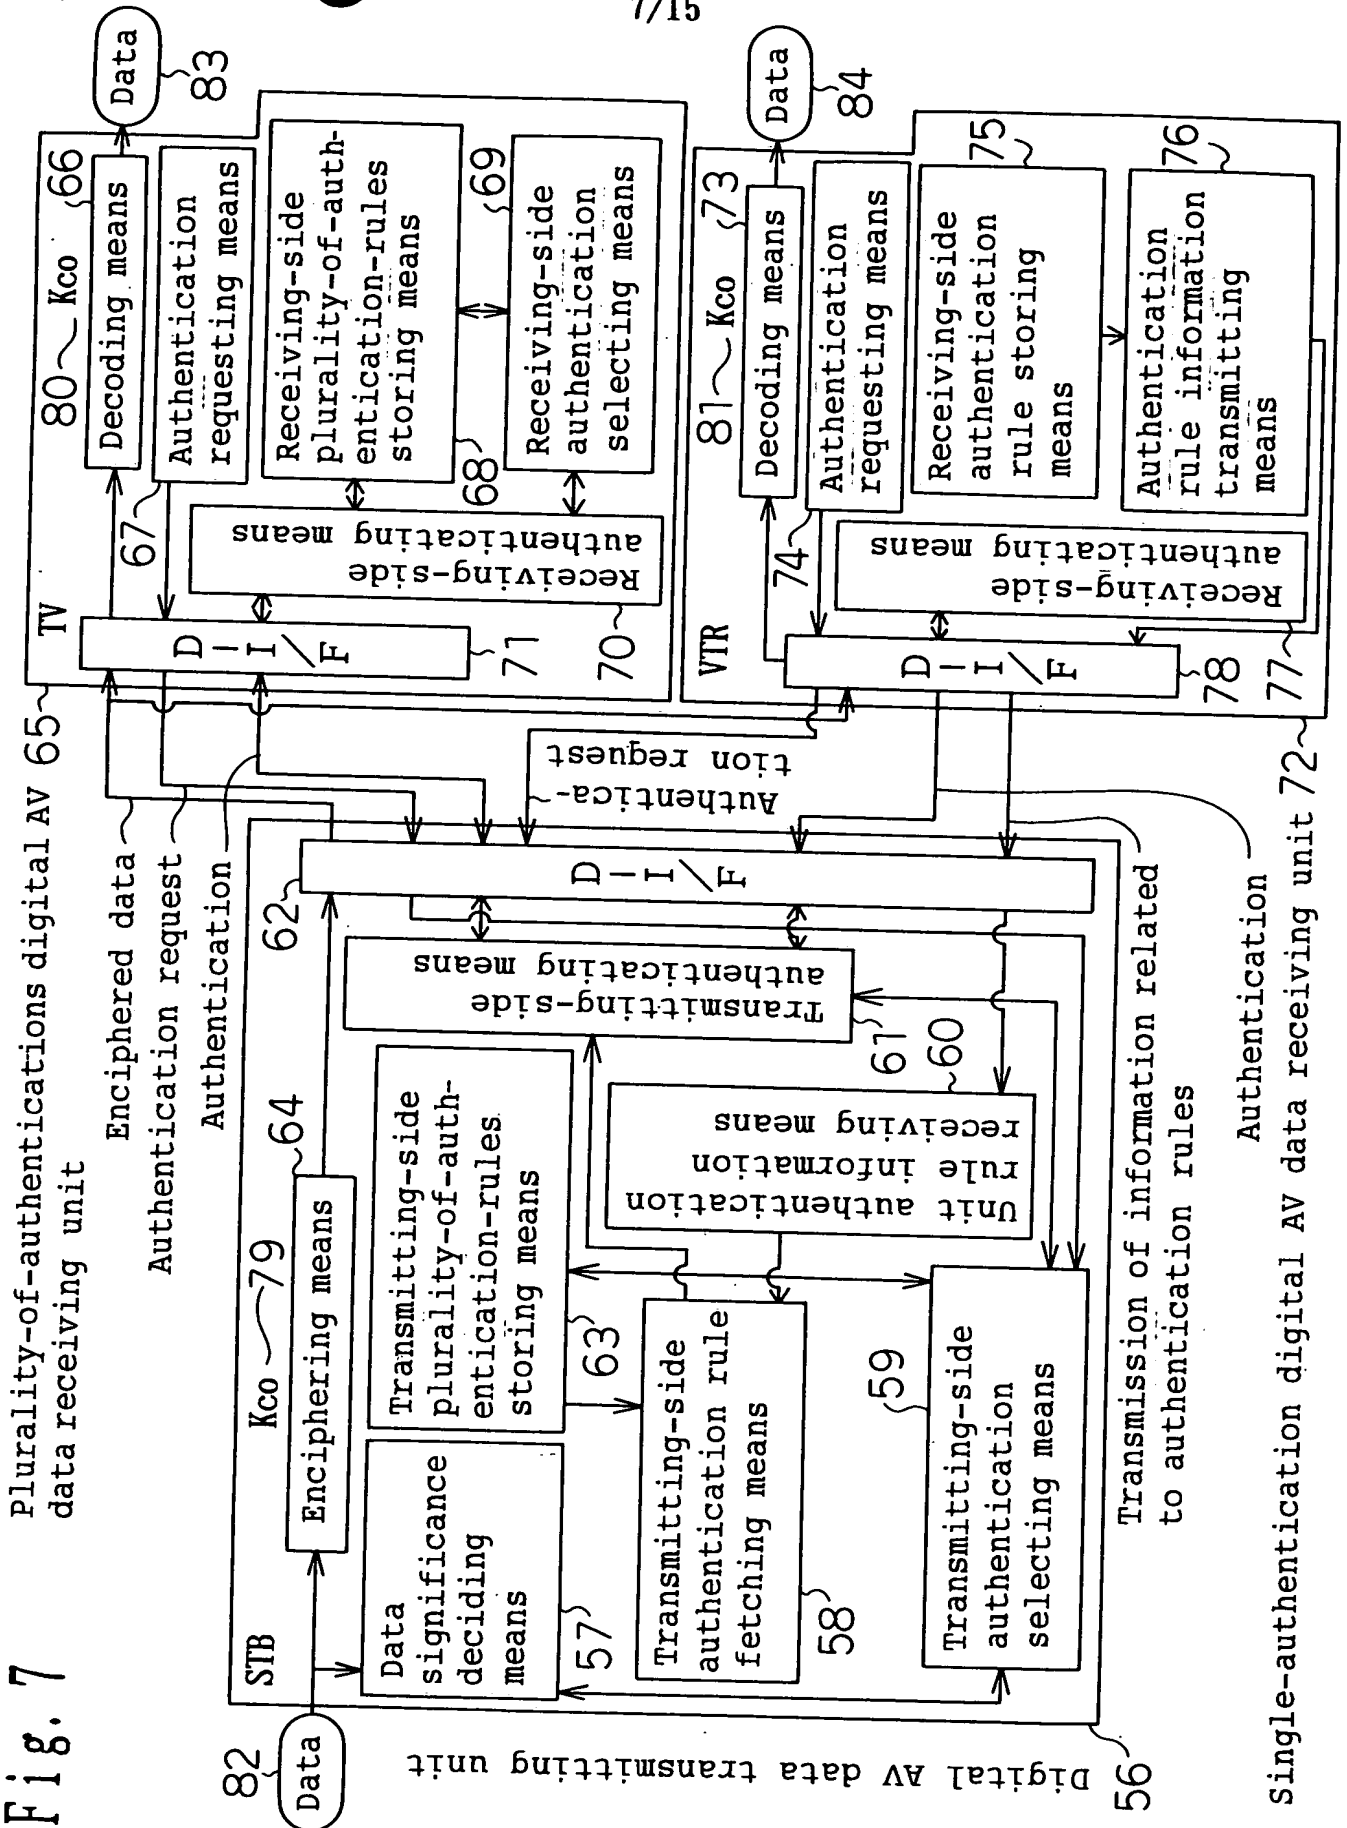 7/15
Fig. 7
Plurality-of-authentications digital AV
data receiving unit
65
Enciphered data
Authentication request
Authentication
82
Data
STB
Kco
79
64
Enciphering means
62
D-I/F
Data
significance
deciding
means
57
Transmitting-side
plurality-of-auth-
entication-rules
storing means
63
Transmitting-side
authenticating means
61
Transmitting-side
authentication rule
fetching means
58
Unit authentication
rule information
receiving means
60
Transmitting-side
authentication
selecting means
59
Digital AV data transmitting unit
56
Authentica-
tion request
Transmission of information related
to authentication rules
Authentication
Single-authentication digital AV data receiving unit
72
TV
80
Kco
66
Decoding means
Data
83
67
Authentication
requesting means
D-I/F
71
Receiving-side
authenticating means
70
Receiving-side
plurality-of-auth-
entication-rules
storing means
68
Receiving-side
authentication
selecting means
69
VTR
81
Kco
73
Decoding means
Data
84
74
Authentication
requesting means
D-I/F
78
Receiving-side
authenticating means
77
Receiving-side
authentication
rule storing
means
75
Authentication
rule information
transmitting
means
76